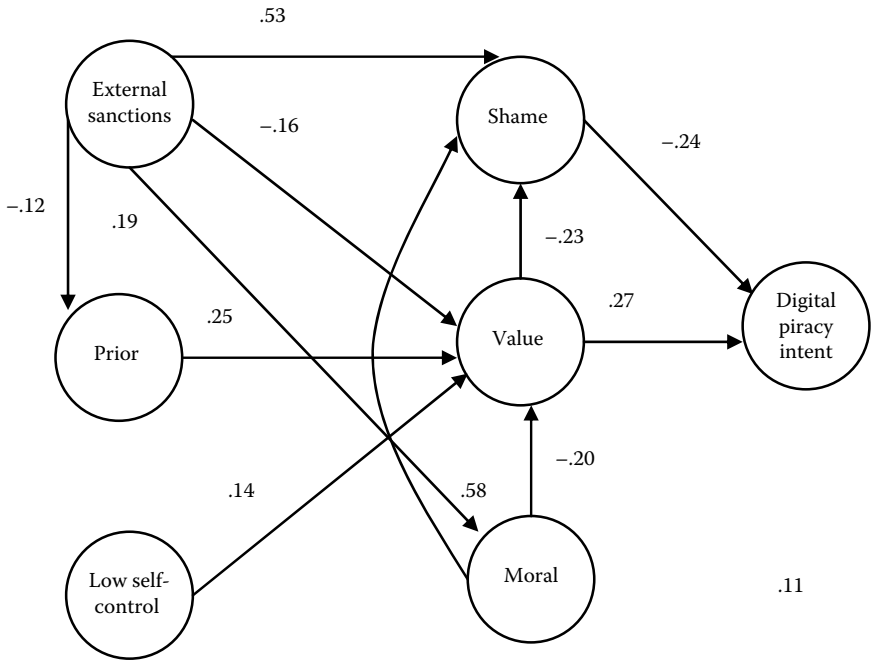 .53
External
sanctions
Shame
–.16
–.24
–.12
.19
–.23
.25
.27
Digital
piracy
intent
Prior
Value
.14
.58
–.20
Low self-
control
Moral
.11